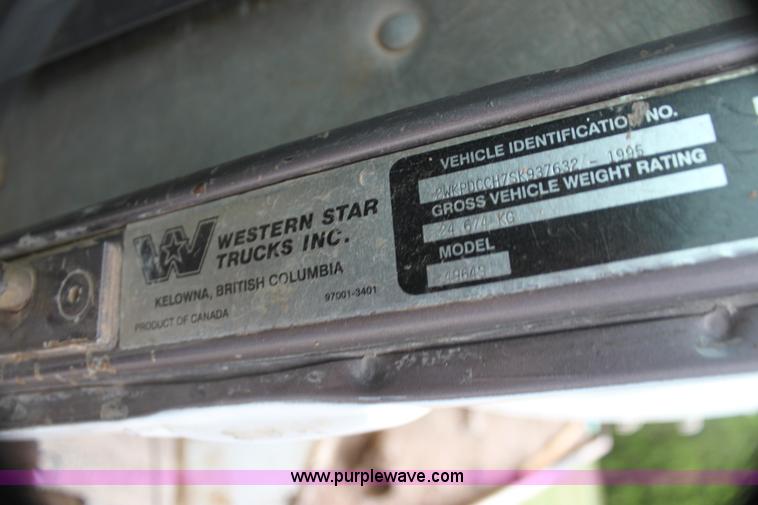 WESTERN STAR
TRUCKS INC.
KELOWNA, BRITISH COLUMBIA
97001-3401
PRODUCT OF CANADA
VEHICLE IDENTIFICATION NO.
2WKPDCCH7SK937632 - 1995
GROSS VEHICLE WEIGHT RATING
24 674 KG
MODEL
4964S
www.purplewave.com